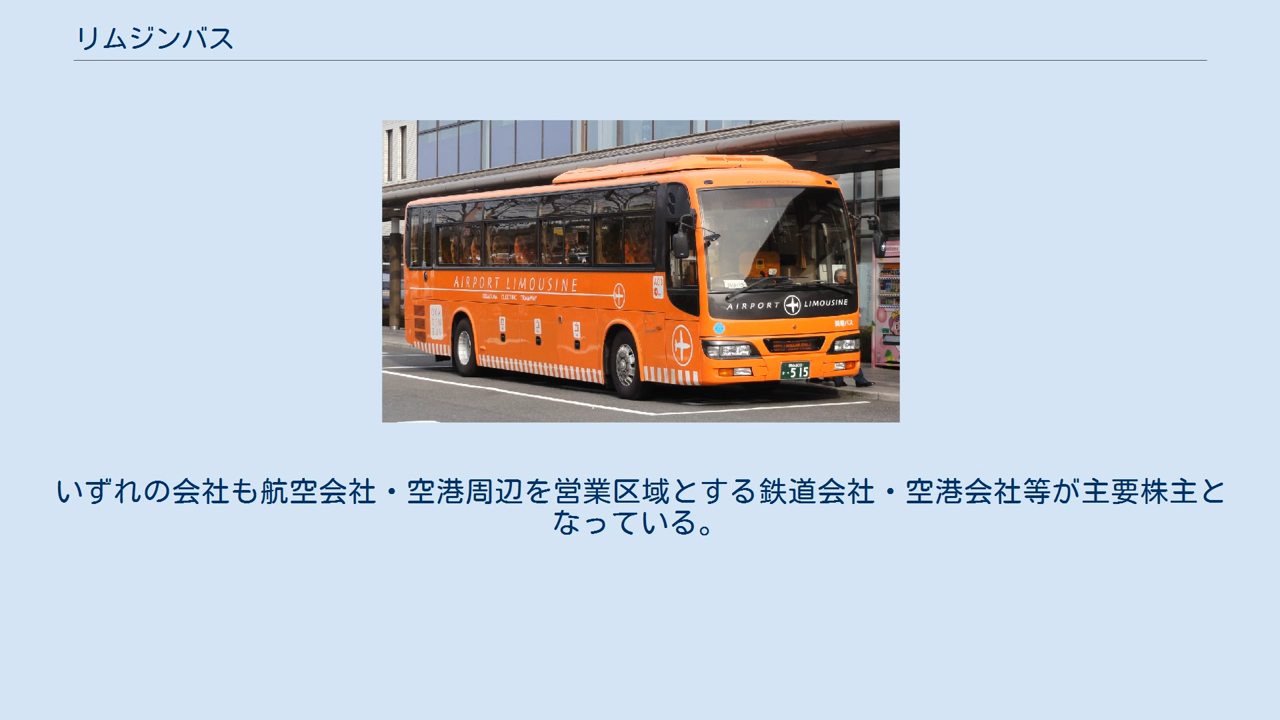 リムジンバス
AIRPORT LIMOUSINE
AIRPORT LIMOUSINE
515
いずれの会社も航空会社・空港周辺を営業区域とする鉄道会社・空港会社等が主要株主と
なっている。